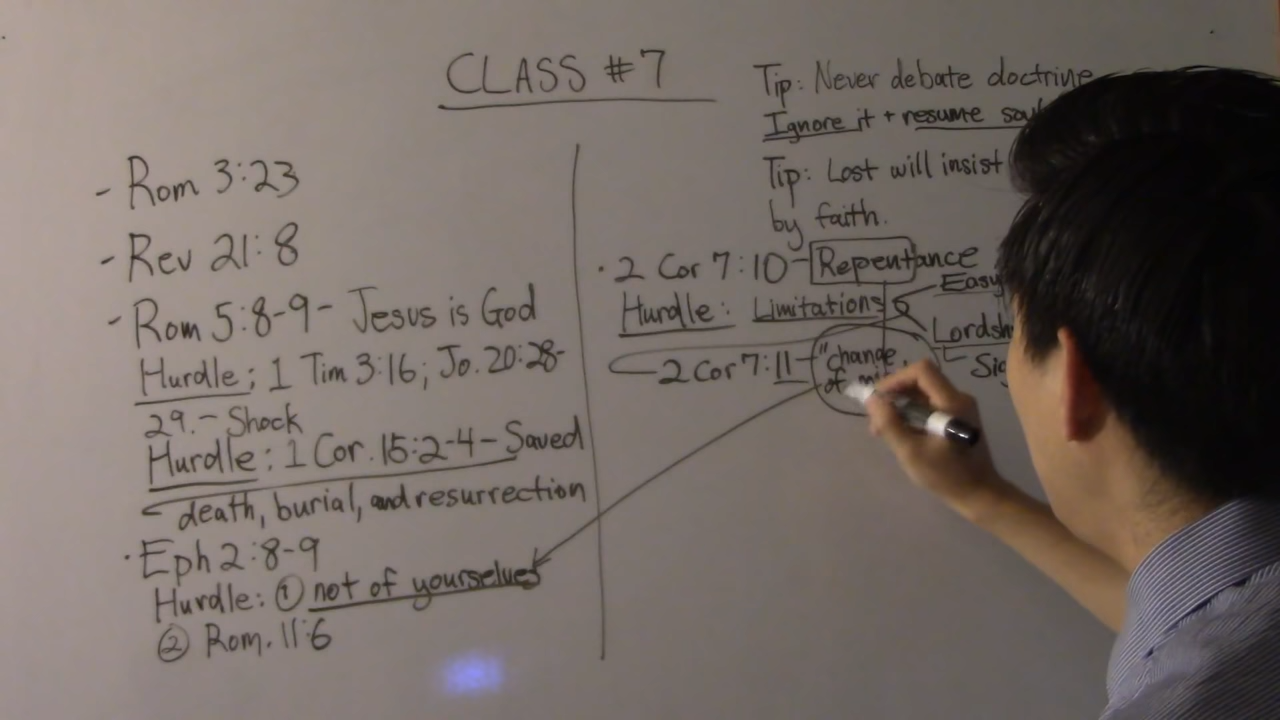 CLASS #7
- Rom 3:23
- Rev 21:8
- Rom 5:8-9- Jesus is God
Hurdle: 1 Tim 3:16; Jo. 20:28-
29.- Shock
Hurdle: 1 Cor. 15:2-4- Saved
death, burial, and resurrection
· Eph 2:8-9
Hurdle: ① not of yourselves
② Rom. 11:6
Tip: Never debate doctrine
Ignore it + resume
Tip: Lost will insist
by faith.
· 2 Cor 7:10- Repentance
Easy
Hurdle: Limitations
2 Cor 7:11- "change
of